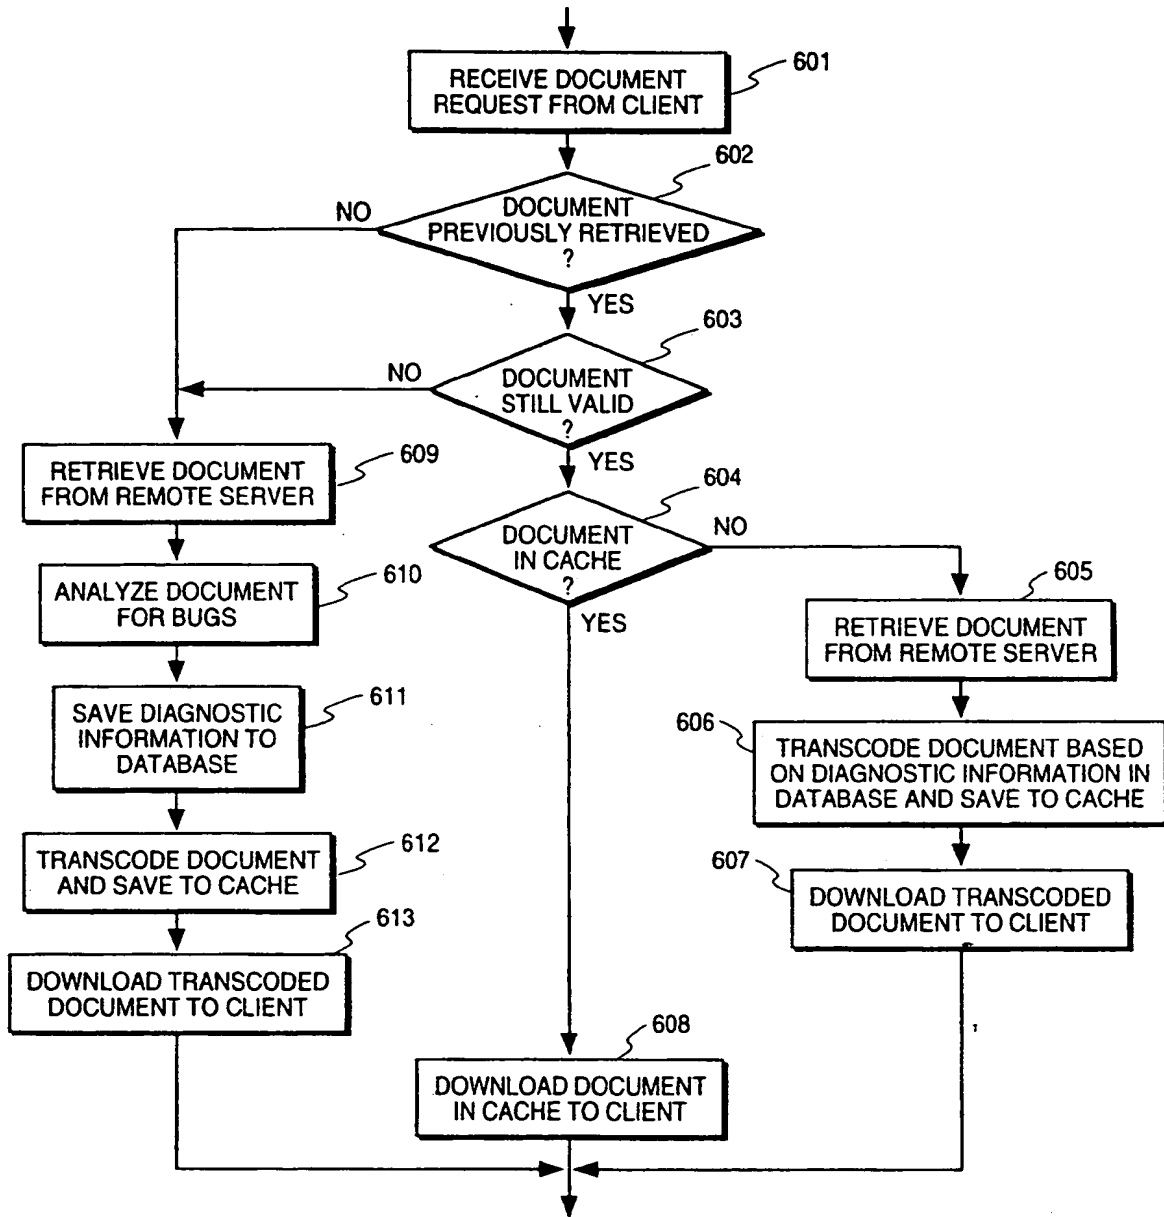 601
RECEIVE DOCUMENT
REQUEST FROM CLIENT
602
DOCUMENT
PREVIOUSLY RETRIEVED
?
NO
YES
603
DOCUMENT
STILL VALID
?
NO
YES
604
DOCUMENT
IN CACHE
?
NO
YES
609
RETRIEVE DOCUMENT
FROM REMOTE SERVER
610
ANALYZE DOCUMENT
FOR BUGS
611
SAVE DIAGNOSTIC
INFORMATION TO
DATABASE
612
TRANSCODE DOCUMENT
AND SAVE TO CACHE
613
DOWNLOAD TRANSCODED
DOCUMENT TO CLIENT
605
RETRIEVE DOCUMENT
FROM REMOTE SERVER
606
TRANSCODE DOCUMENT BASED
ON DIAGNOSTIC INFORMATION IN
DATABASE AND SAVE TO CACHE
607
DOWNLOAD TRANSCODED
DOCUMENT TO CLIENT
608
DOWNLOAD DOCUMENT
IN CACHE TO CLIENT